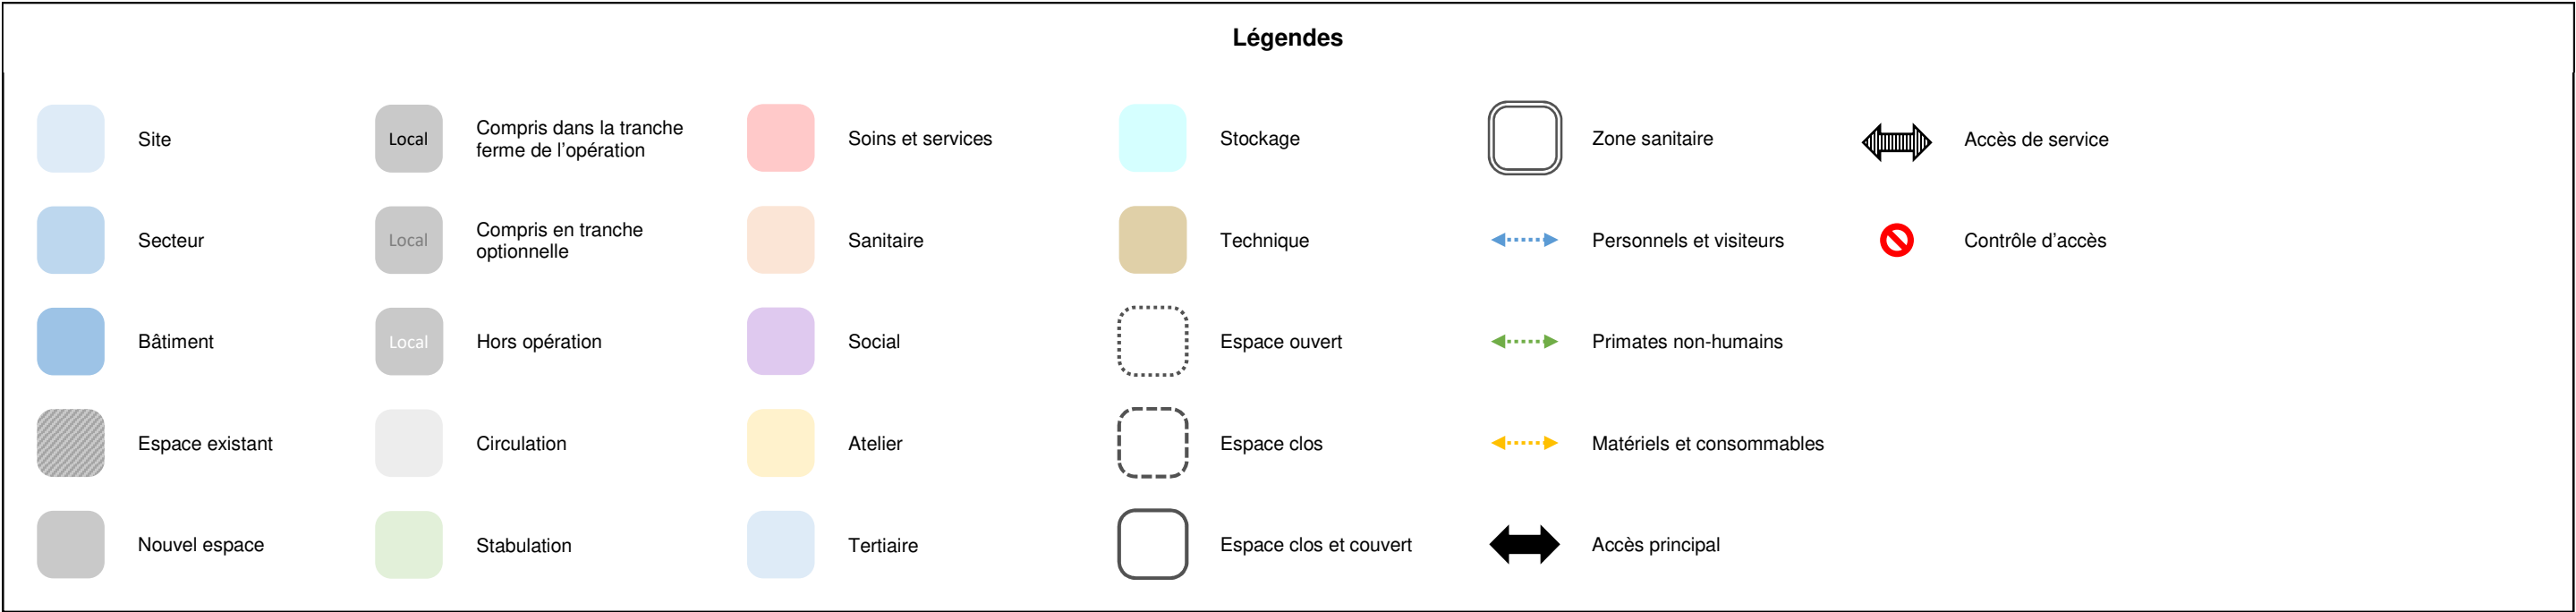 Légendes
Site
Local
Compris dans la tranche
ferme de l’opération
Soins et services
Stockage
Zone sanitaire
Accès de service
Secteur
Local
Compris en tranche
optionnelle
Sanitaire
Technique
Personnels et visiteurs
Contrôle d’accès
Bâtiment
Local
Hors opération
Social
Espace ouvert
Primates non-humains
Espace existant
Circulation
Atelier
Espace clos
Matériels et consommables
Nouvel espace
Stabulation
Tertiaire
Espace clos et couvert
Accès principal